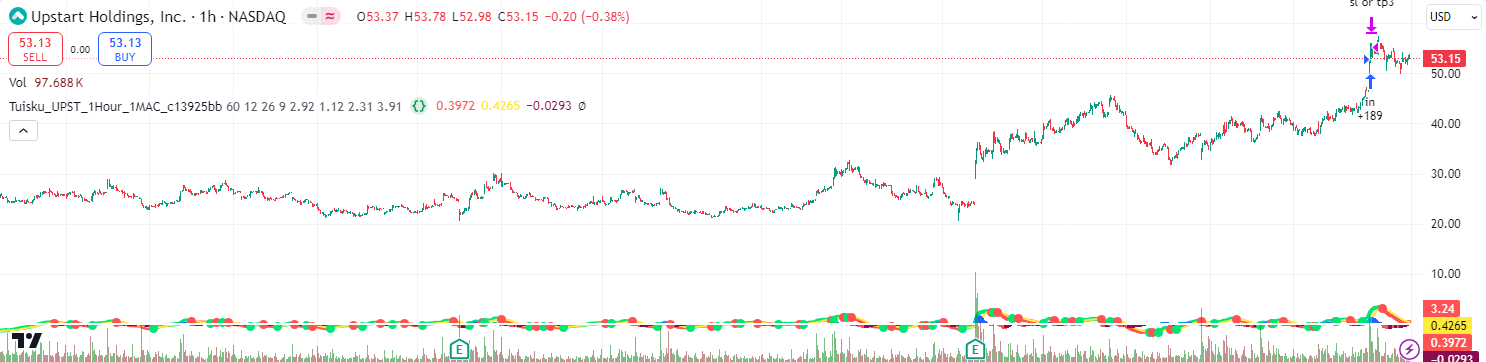 sl or tp3
Upstart Holdings, Inc. · 1h · NASDAQ
O53.37 H53.78 L52.98 C53.15 −0.20 (−0.38%)
USD
53.13 SELL
0.00
53.13 BUY
53.15
50.00
Vol 97.688 K
Tuisku_UPST_1Hour_1MAC_c13925bb 60 12 26 9 2.92 1.12 2.31 3.91 {} 0.3972 0.4265 −0.0293 Ø
in
+189
40.00
30.00
20.00
10.00
3.24
0.4265
0.3972
−0.0293
E
E